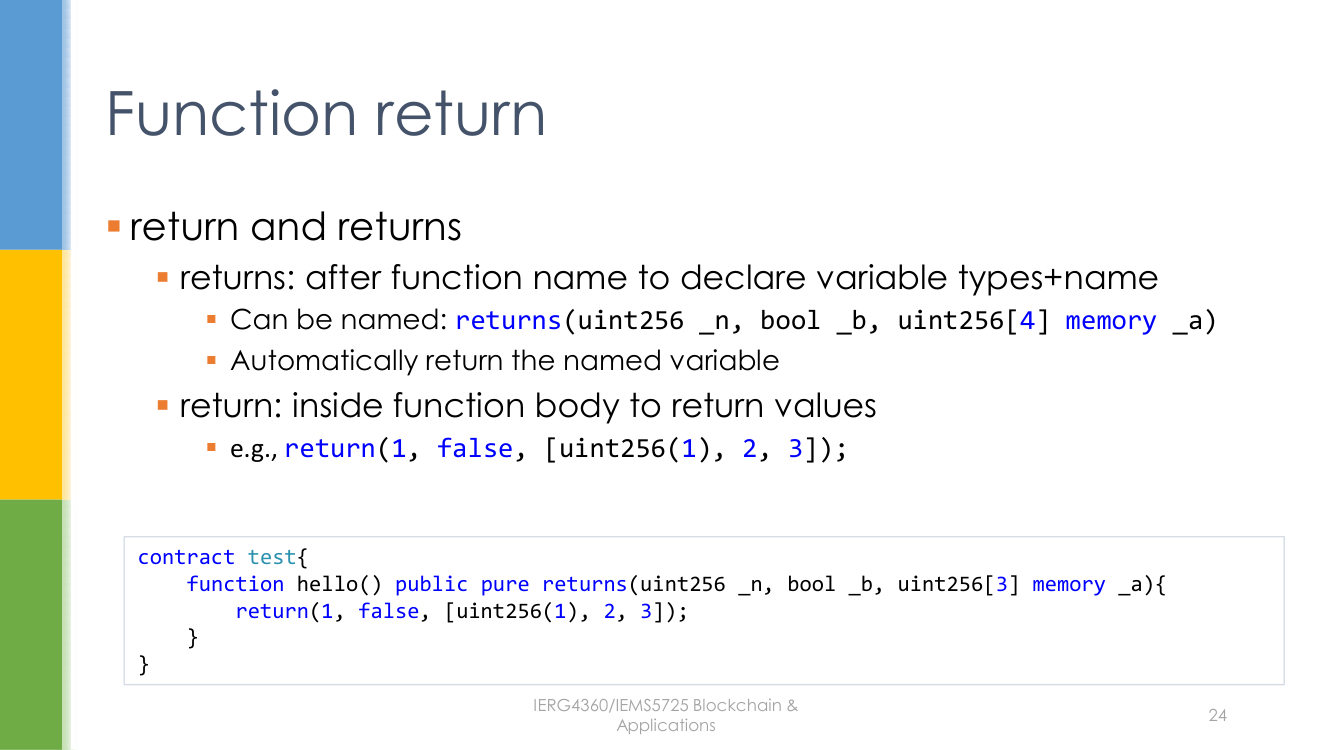 Function return
return and returns
returns: after function name to declare variable types+name
Can be named: returns(uint256 _n, bool _b, uint256[4] memory _a)
Automatically return the named variable
return: inside function body to return values
e.g., return(1, false, [uint256(1), 2, 3]);
contract test{
    function hello() public pure returns(uint256 _n, bool _b, uint256[3] memory _a){
        return(1, false, [uint256(1), 2, 3]);
    }
}
IERG4360/IEMS5725 Blockchain &
Applications
24